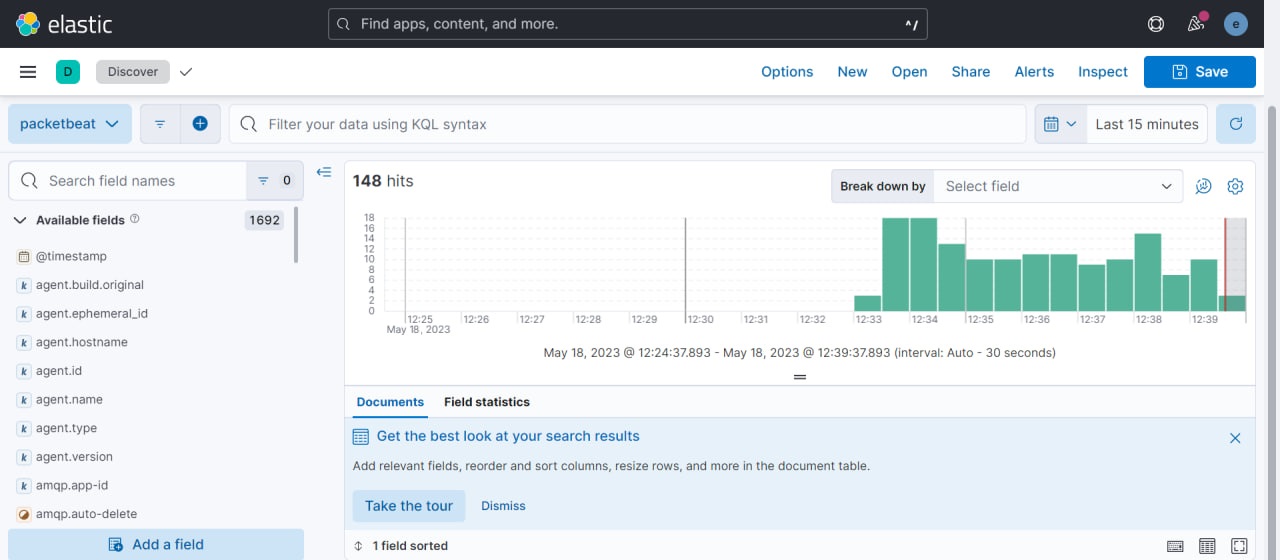 elastic Find apps, content, and more. ^/ e
D Discover Options New Open Share Alerts Inspect Save
packetbeat Filter your data using KQL syntax Last 15 minutes
Search field names 0
148 hits Break down by Select field
Available fields 1692
@timestamp
k agent.build.original
k agent.ephemeral_id
k agent.hostname
k agent.id
k agent.name
k agent.type
k agent.version
k amqp.app-id
amqp.auto-delete
Add a field
18
16
14
12
10
8
6
4
2
0
12:25 12:26 12:27 12:28 12:29 12:30 12:31 12:32 12:33 12:34 12:35 12:36 12:37 12:38 12:39
May 18, 2023
May 18, 2023 @ 12:24:37.893 - May 18, 2023 @ 12:39:37.893 (interval: Auto - 30 seconds)
Documents Field statistics
Get the best look at your search results
Add relevant fields, reorder and sort columns, resize rows, and more in the document table.
Take the tour Dismiss
1 field sorted